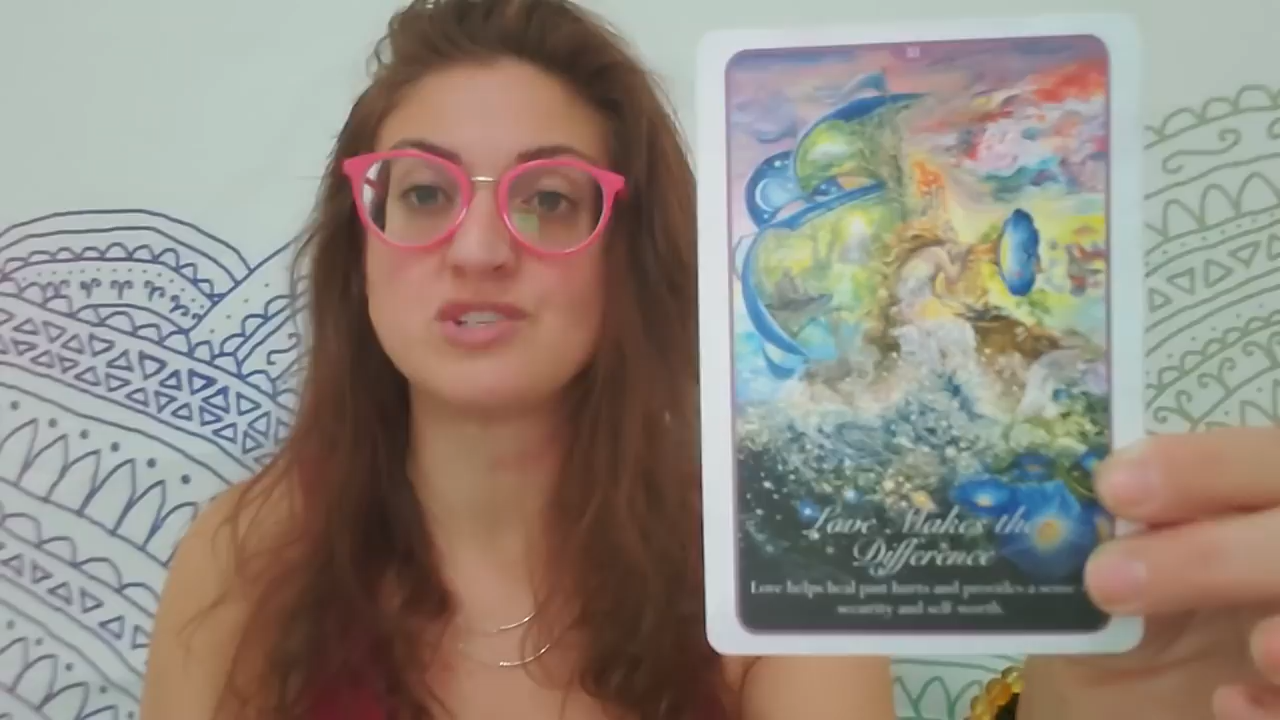 Love Makes the
Difference
Love helps heal past hurts and provides a sense
security and self worth.